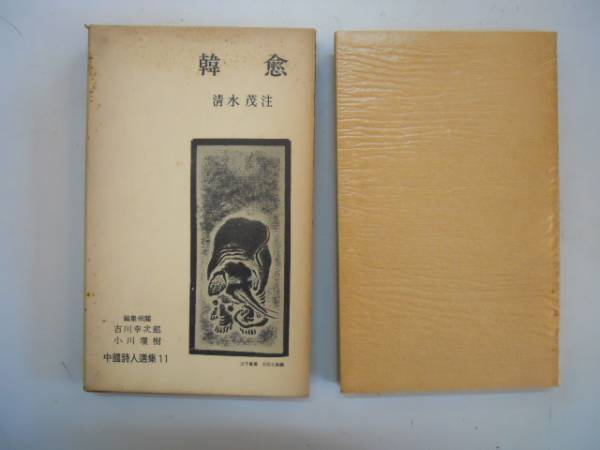 韓愈
清水茂注
編集・校閲
吉川幸次郎
小川環樹
中國詩人選集11